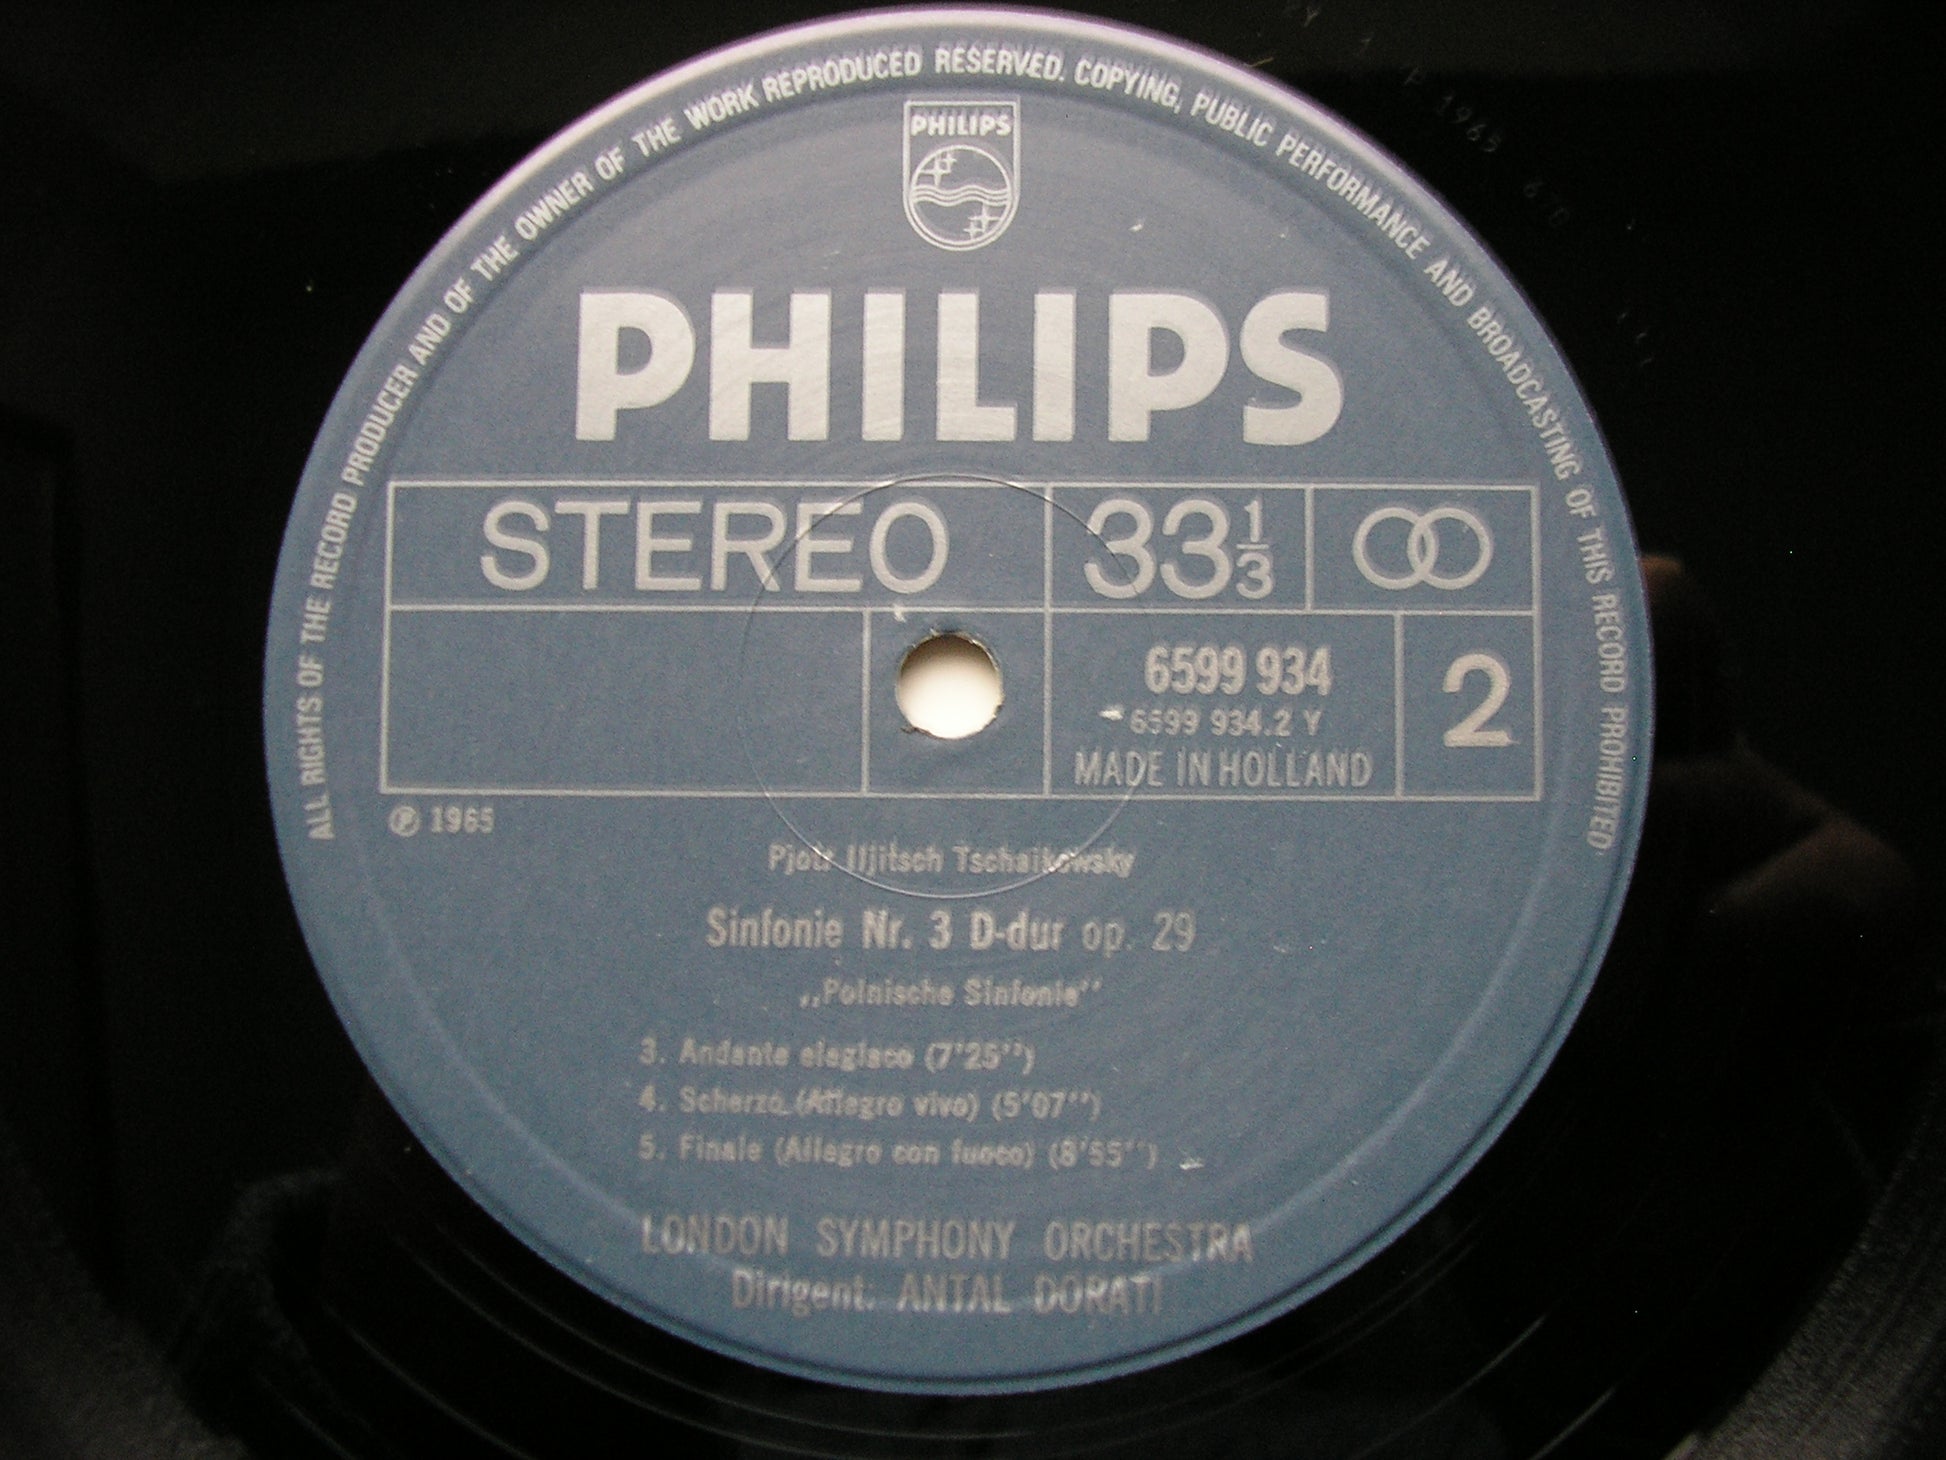 ALL RIGHTS OF THE RECORD PRODUCER AND OF THE OWNER OF THE WORK REPRODUCED RESERVED. COPYING, PUBLIC PERFORMANCE AND BROADCASTING OF THIS RECORD PROHIBITED
PHILIPS
PHILIPS
STEREO 33 1/3
6599 934
6599 934.2 Y
MADE IN HOLLAND
2
℗ 1965
Pjotr Iljitsch Tschaikowsky
Sinfonie Nr. 3 D-dur op. 29
„Polnische Sinfonie''
3. Andante elegiaco (7'25'')
4. Scherzo (Allegro vivo) (5'07'')
5. Finale (Allegro con fuoco) (8'55'')
LONDON SYMPHONY ORCHESTRA
Dirigent: ANTAL DORATI